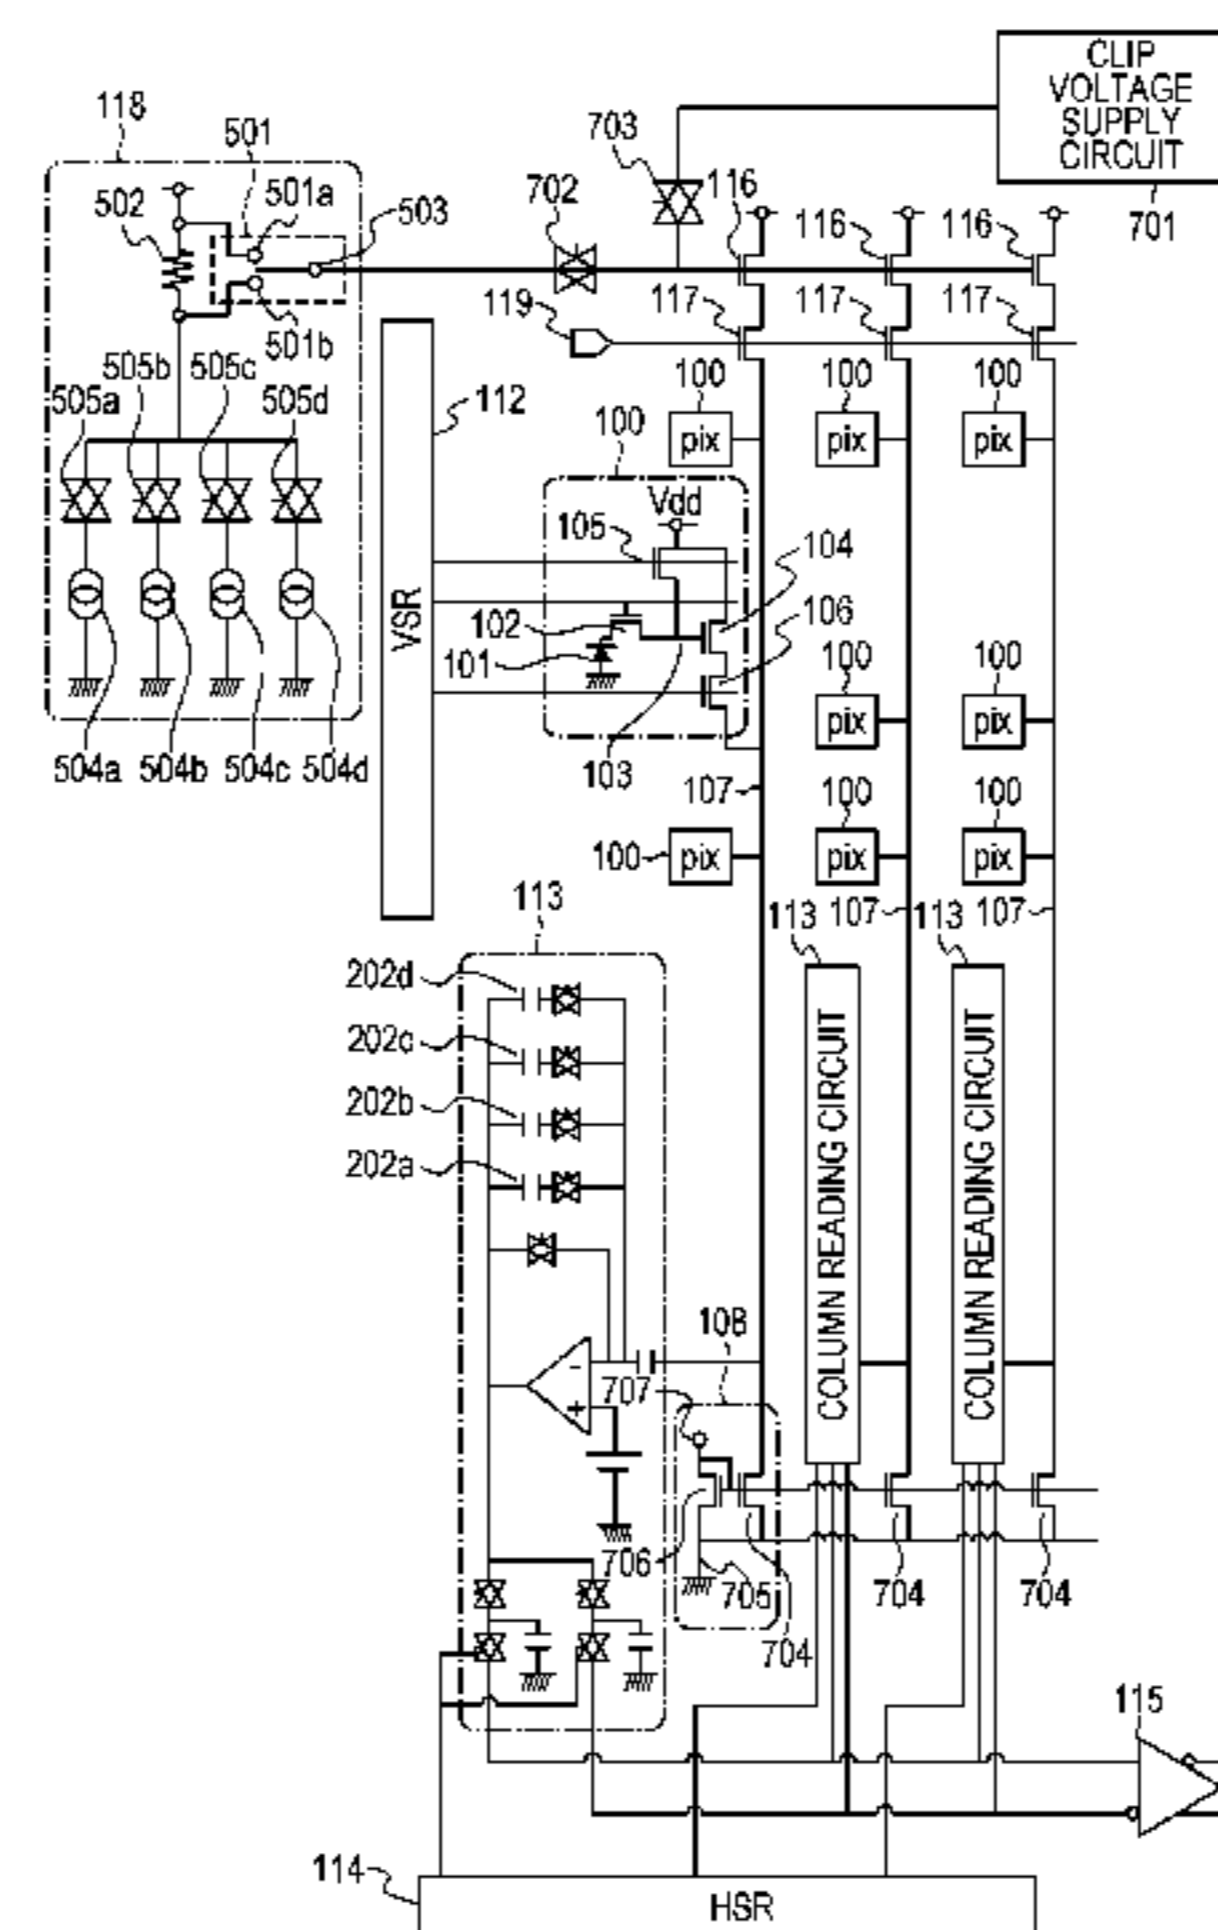 CLIP
VOLTAGE
SUPPLY
CIRCUIT
701
118
501
703
502
501a
503
702
116
116
116
119
117
117
117
501b
505b
505c
505a
505d
112
100
100
100
100
pix
pix
pix
Vdd
105
104
102
106
VSR
101
100
100
pix
pix
504a
504b
504c
504d
103
107
100
100
100
pix
pix
pix
113
113
107
113
107
202d
202c
202b
202a
COLUMN READING CIRCUIT
COLUMN READING CIRCUIT
108
-
707
+
706
705
704
704
704
115
114
HSR